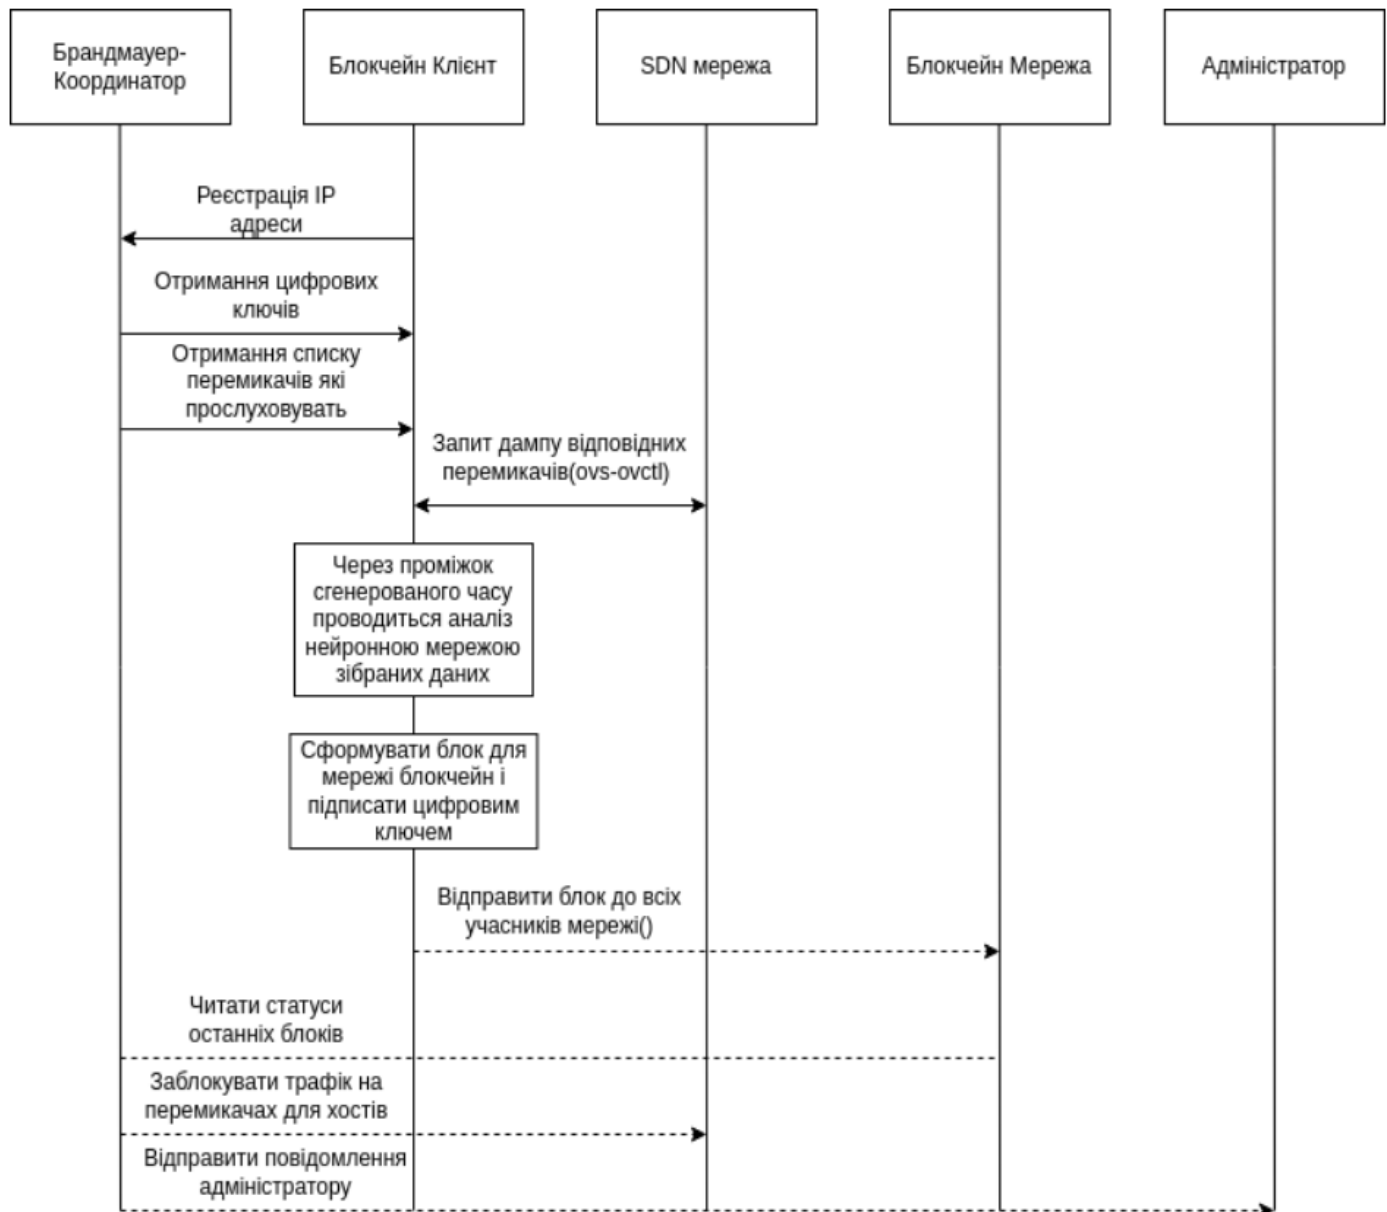 Брандмауер-
Координатор
Блокчейн Клієнт
SDN мережа
Блокчейн Мережа
Адміністратор
Реєстрація IP
адреси
Отримання цифрових
ключів
Отримання списку
перемикачів які
прослуховувать
Запит дампу відповідних
перемикачів(ovs-ovctl)
Через проміжок
сгенерованого часу
проводиться аналіз
нейронною мережою
зібраних даних
Сформувати блок для
мережі блокчейн і
підписати цифровим
ключем
Відправити блок до всіх
учасників мережі()
Читати статуси
останніх блоків
Заблокувати трафік на
перемикачах для хостів
Відправити повідомлення
адміністратору